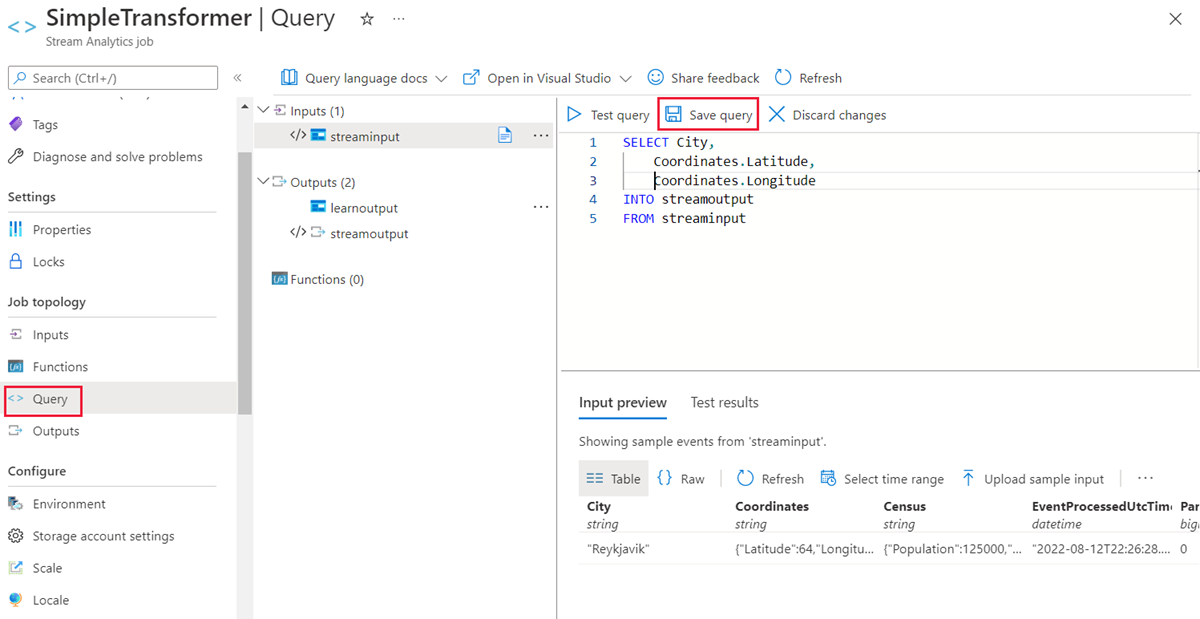 SimpleTransformer | Query
Stream Analytics job
Search (Ctrl+/)
Tags
Diagnose and solve problems
Settings
Properties
Locks
Job topology
Inputs
Functions
Query
Outputs
Configure
Environment
Storage account settings
Scale
Locale
Query language docs
Open in Visual Studio
Share feedback
Refresh
Inputs (1)
streaminput
Outputs (2)
learnoutput
streamoutput
Functions (0)
Test query
Save query
Discard changes
1 SELECT City,
2 Coordinates.Latitude,
3 Coordinates.Longitude
4 INTO streamoutput
5 FROM streaminput
Input preview Test results
Showing sample events from 'streaminput'.
Table Raw Refresh Select time range Upload sample input
City Coordinates Census EventProcessedUtcTime Par
string string string datetime big
"Reykjavik" {"Latitude":64,"Longitu... {"Population":125000,"... "2022-08-12T22:26:28.... 0